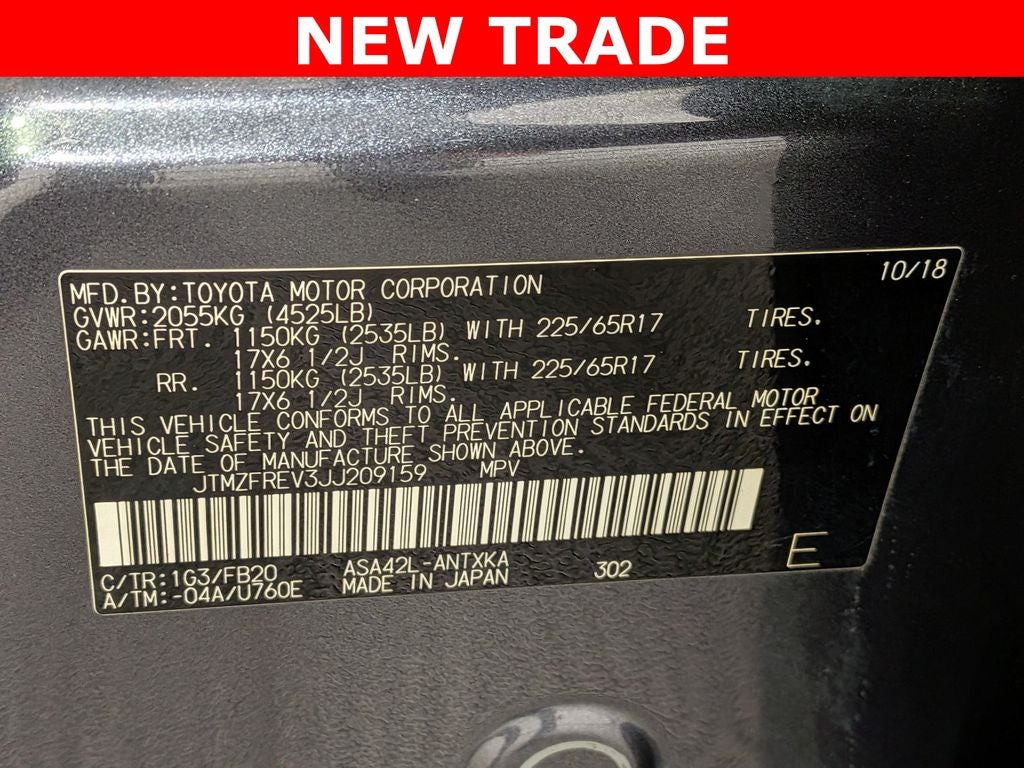 NEW TRADE
10/18
MFD.BY:TOYOTA MOTOR CORPORATION
GVWR:2055KG (4525LB)
GAWR:FRT. 1150KG (2535LB) WITH 225/65R17 TIRES.
17X6 1/2J RIMS.
RR. 1150KG (2535LB) WITH 225/65R17 TIRES.
17X6 1/2J RIMS.
THIS VEHICLE CONFORMS TO ALL APPLICABLE FEDERAL MOTOR
VEHICLE SAFETY AND THEFT PREVENTION STANDARDS IN EFFECT ON
THE DATE OF MANUFACTURE SHOWN ABOVE.
JTMZFREV3JJ209159 MPV
C/TR:1G3/FB20 ASA42L-ANTXKA
A/TM:-04A/U760E MADE IN JAPAN 302 E